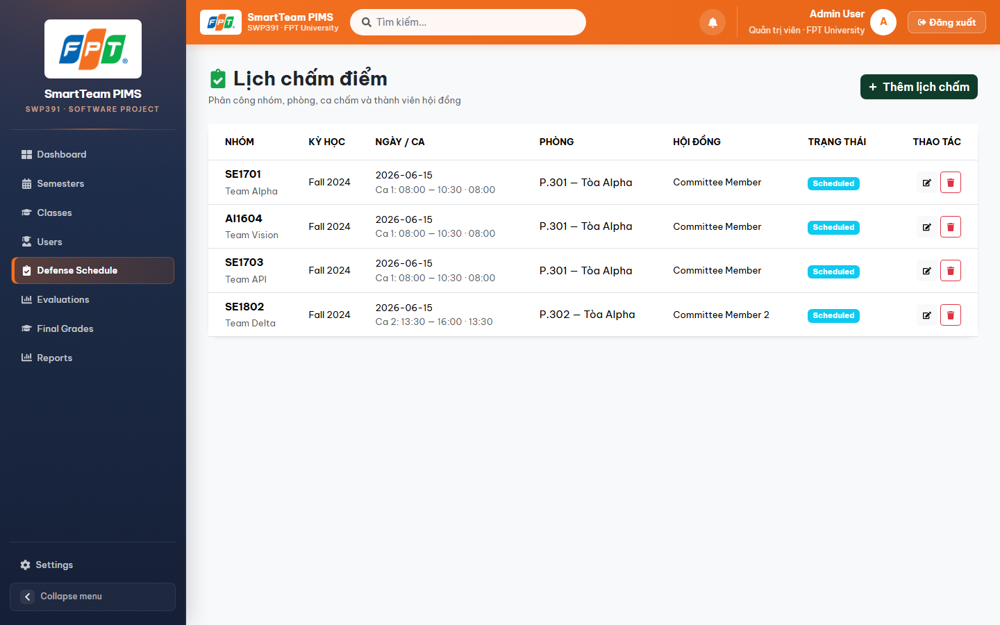 FPT
SmartTeam PIMS
SWP391 · SOFTWARE PROJECT
Dashboard
Semesters
Classes
Users
Defense Schedule
Evaluations
Final Grades
Reports
Settings
Collapse menu
FPT
SmartTeam PIMS
SWP391 · FPT University
Tìm kiếm...
Admin User
Quản trị viên · FPT University
A
Đăng xuất
Lịch chấm điểm
Phân công nhóm, phòng, ca chấm và thành viên hội đồng
Thêm lịch chấm
NHÓM KỲ HỌC NGÀY / CA PHÒNG HỘI ĐỒNG TRẠNG THÁI THAO TÁC
SE1701
Team Alpha
Fall 2024
2026-06-15
Ca 1: 08:00 — 10:30 · 08:00
P.301 — Tòa Alpha
Committee Member
Scheduled
AI1604
Team Vision
Fall 2024
2026-06-15
Ca 1: 08:00 — 10:30 · 08:00
P.301 — Tòa Alpha
Committee Member
Scheduled
SE1703
Team API
Fall 2024
2026-06-15
Ca 1: 08:00 — 10:30 · 08:00
P.301 — Tòa Alpha
Committee Member
Scheduled
SE1802
Team Delta
Fall 2024
2026-06-15
Ca 2: 13:30 — 16:00 · 13:30
P.302 — Tòa Alpha
Committee Member 2
Scheduled